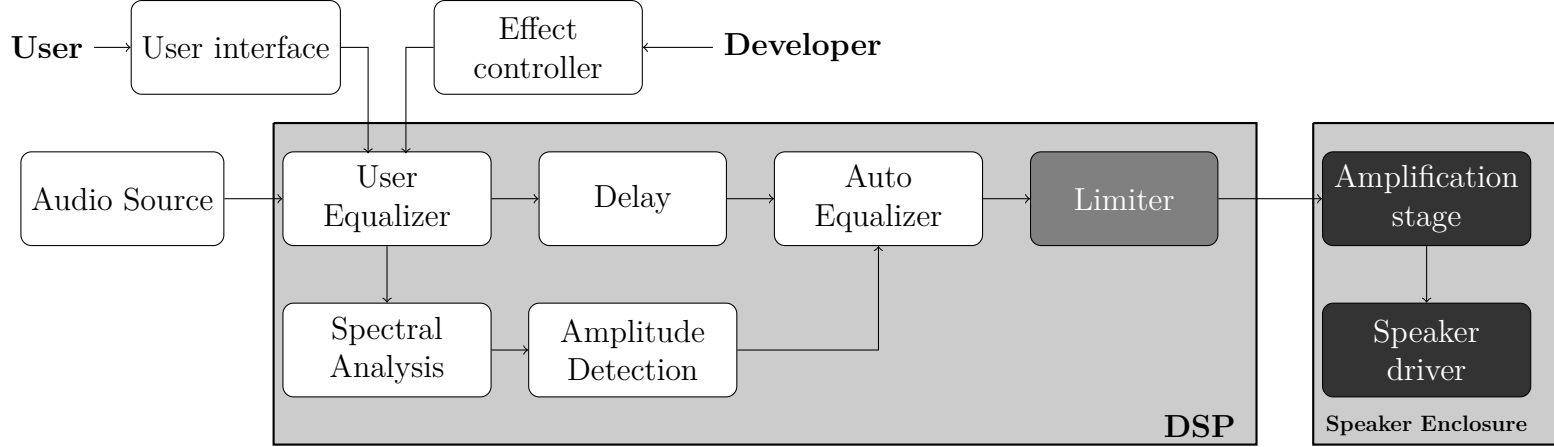 User
User interface
Effect
controller
Developer
Audio Source
User
Equalizer
Delay
Auto
Equalizer
Limiter
Amplification
stage
Spectral
Analysis
Amplitude
Detection
Speaker
driver
DSP
Speaker Enclosure